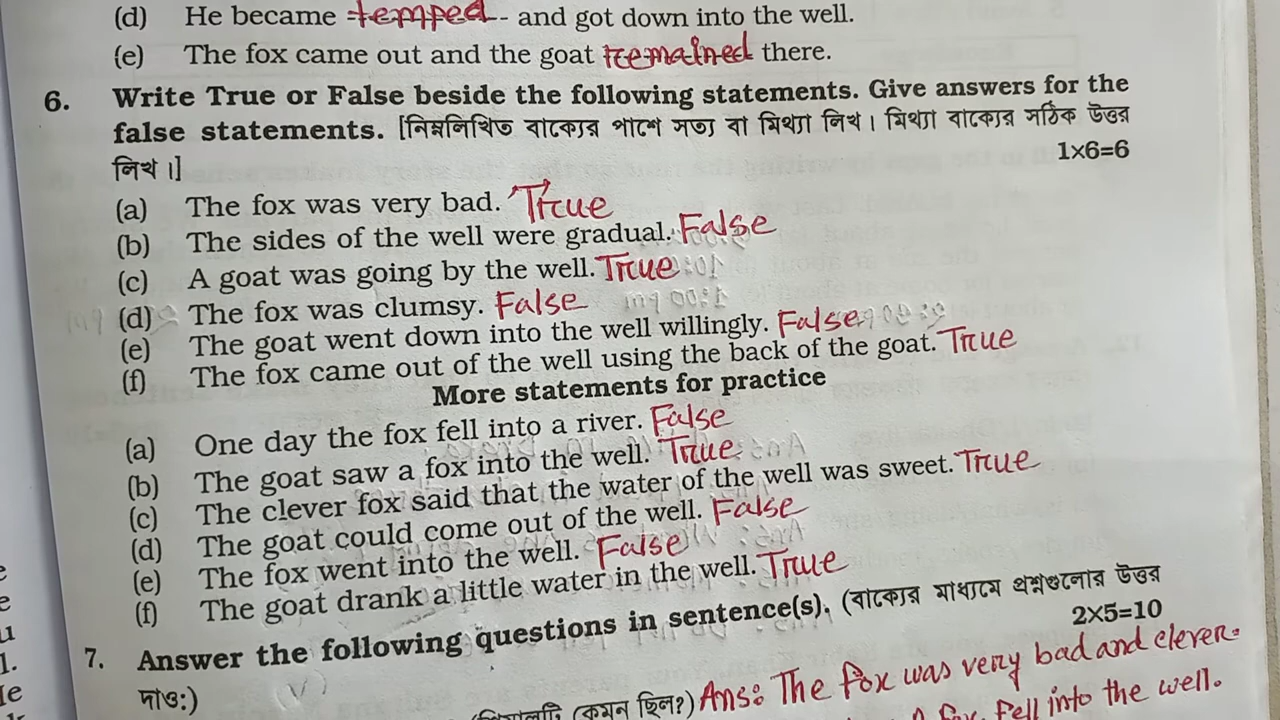 (d) He became temped and got down into the well.
(e) The fox came out and the goat remained there.
6. Write True or False beside the following statements. Give answers for the
false statements. [নিম্নলিখিত বাক্যের পাশে সত্য বা মিথ্যা লিখ। মিথ্যা বাক্যের সঠিক উত্তর
লিখ।] 1×6=6
(a) The fox was very bad. True
(b) The sides of the well were gradual. False
(c) A goat was going by the well. True
(d) The fox was clumsy. False
(e) The goat went down into the well willingly. False
(f) The fox came out of the well using the back of the goat. True
More statements for practice
(a) One day the fox fell into a river. False
(b) The goat saw a fox into the well. True
(c) The clever fox said that the water of the well was sweet. True
(d) The goat could come out of the well. False
(e) The fox went into the well. False
(f) The goat drank a little water in the well. True
7. Answer the following questions in sentence(s). (বাক্যের মাধ্যমে প্রশ্নগুলোর উত্তর
দাও:) 2×5=10
কেমন ছিল?) Ans: The fox was very bad and clever.
fox fell into the well.